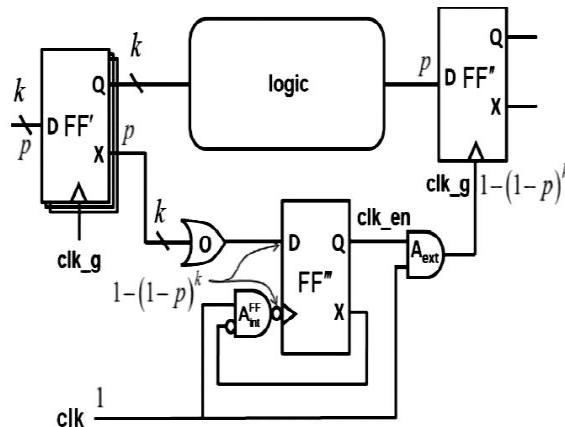 k
k
Q
D FF′
p
X
p
clk_g
logic
p
D FF″
Q
X
clk_g
1−(1−p)^k
k
O
1−(1−p)^k
D
Q
FF‴
X
A_int^FF
clk_en
A_ext
clk
1